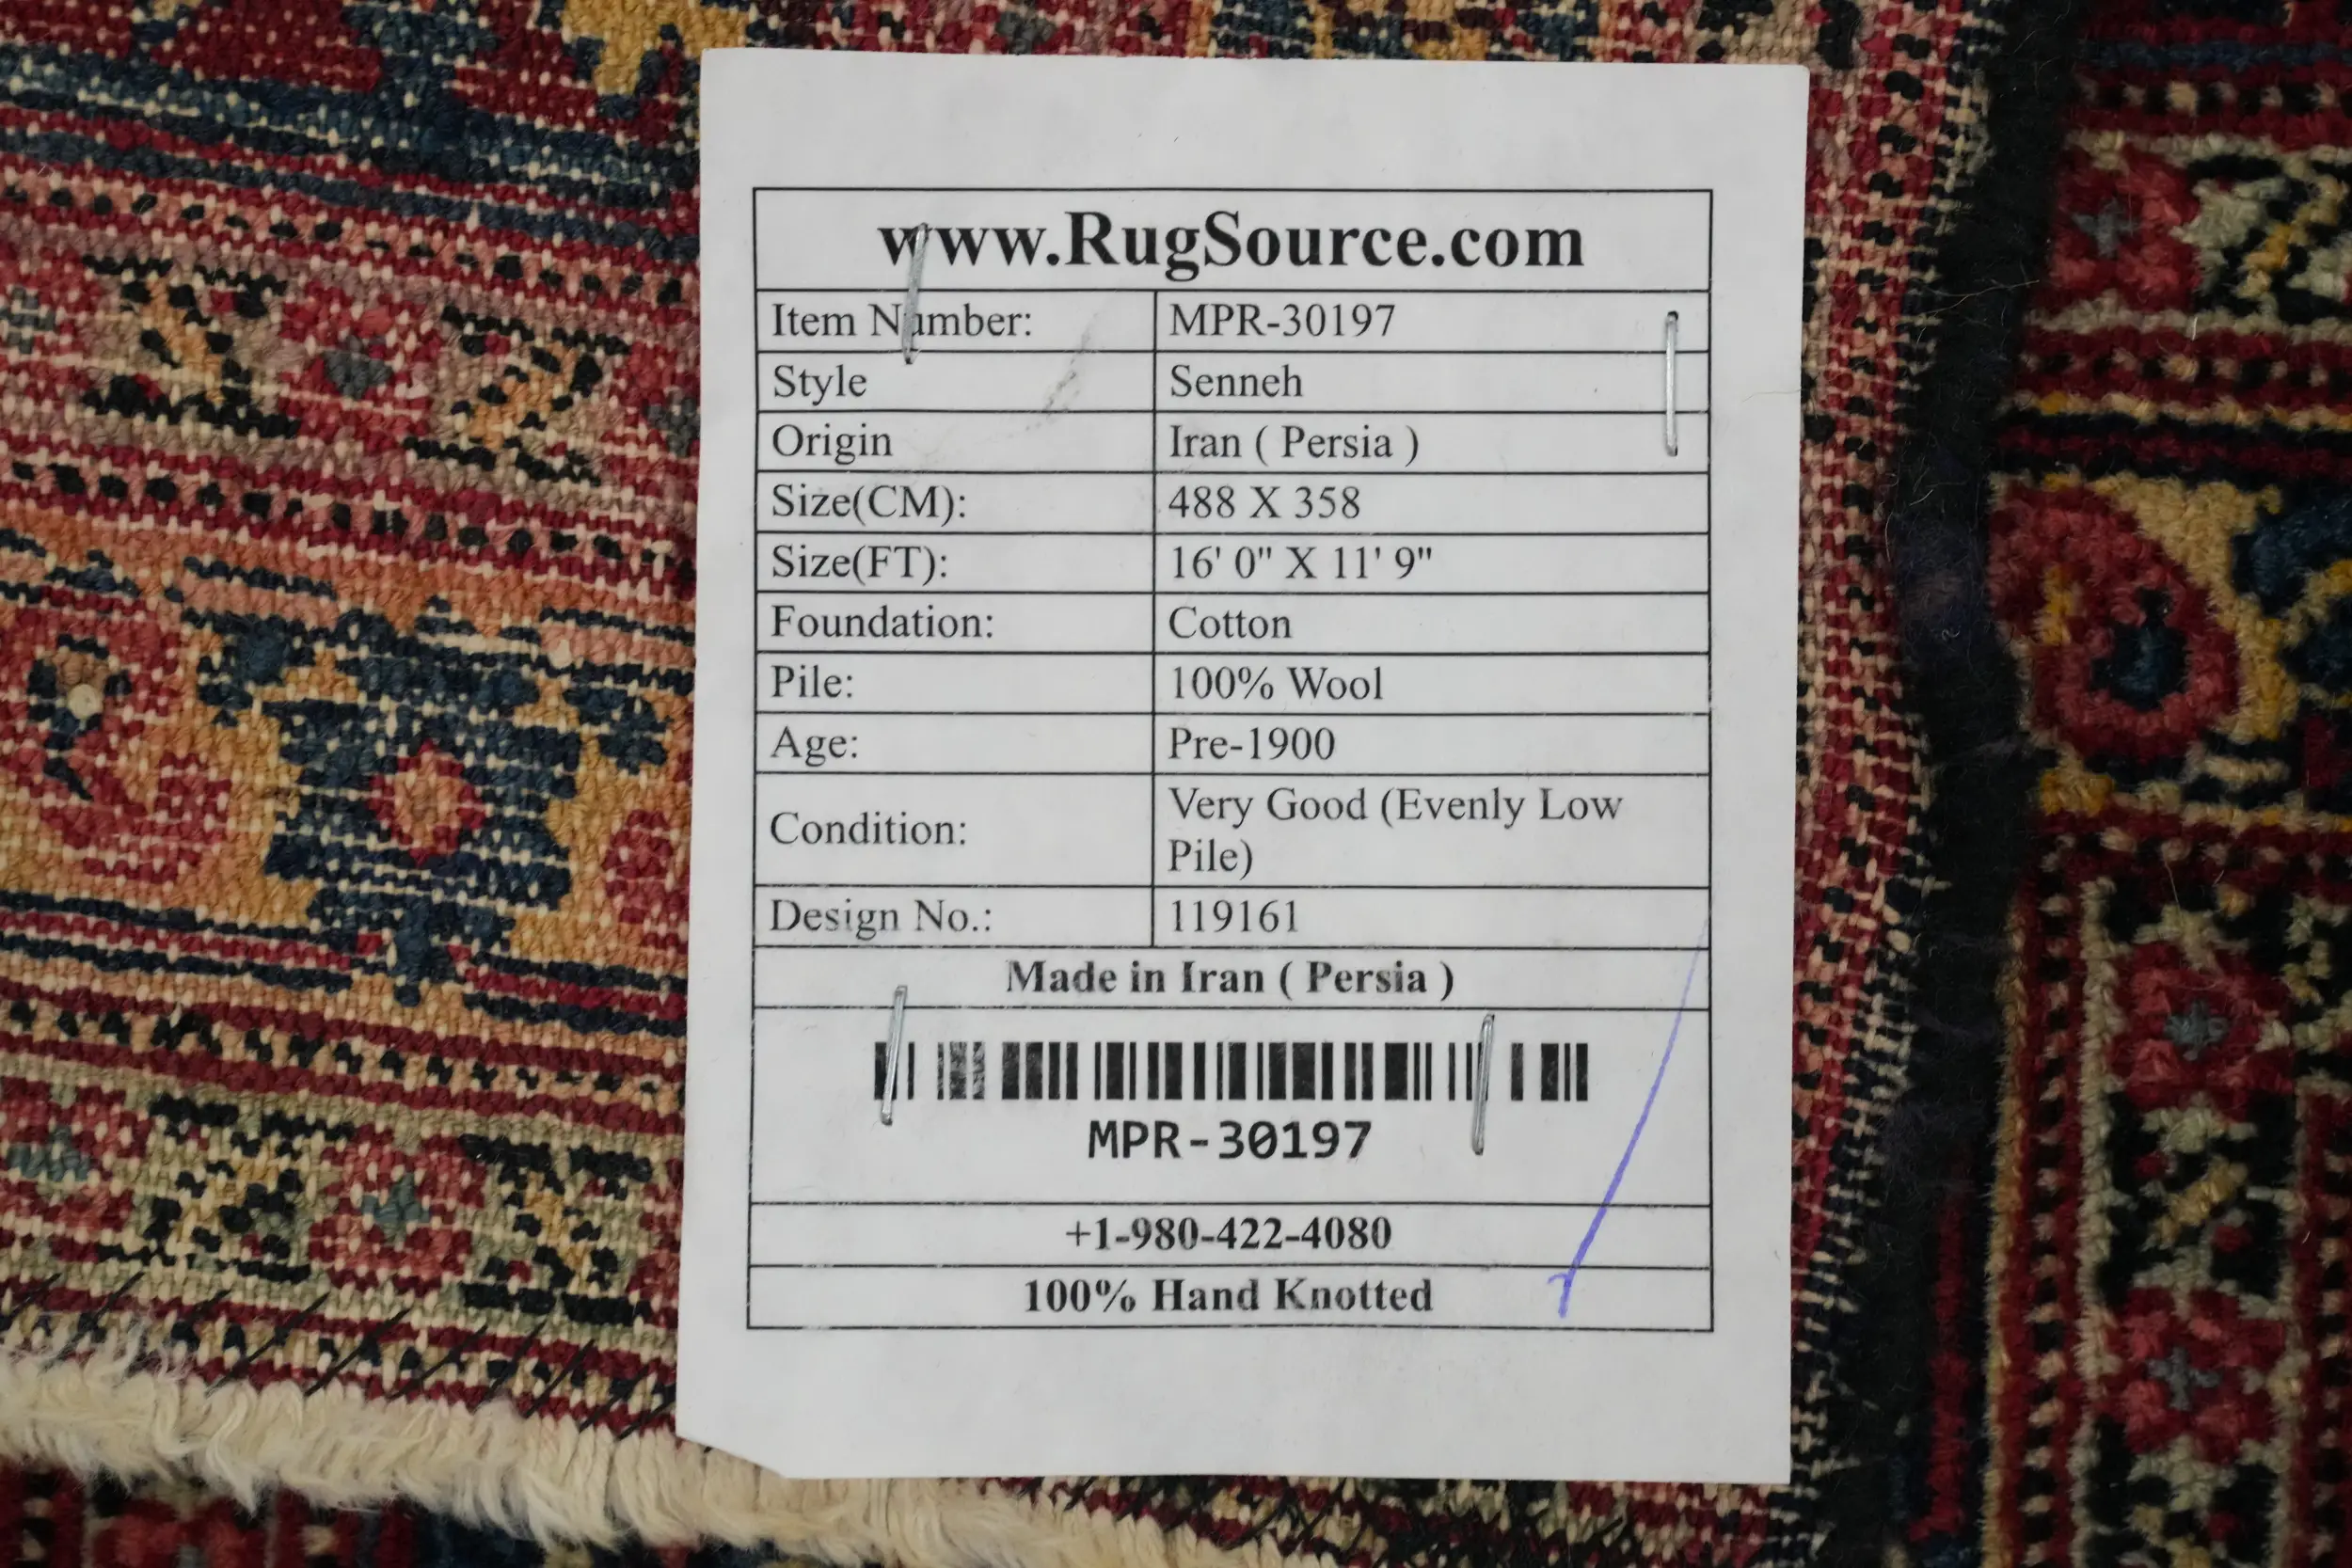 www.RugSource.com
Item Number: MPR-30197
Style Senneh
Origin Iran ( Persia )
Size(CM): 488 X 358
Size(FT): 16' 0" X 11' 9"
Foundation: Cotton
Pile: 100% Wool
Age: Pre-1900
Condition: Very Good (Evenly Low
Pile)
Design No.: 119161
Made in Iran ( Persia )
MPR-30197
+1-980-422-4080
100% Hand Knotted